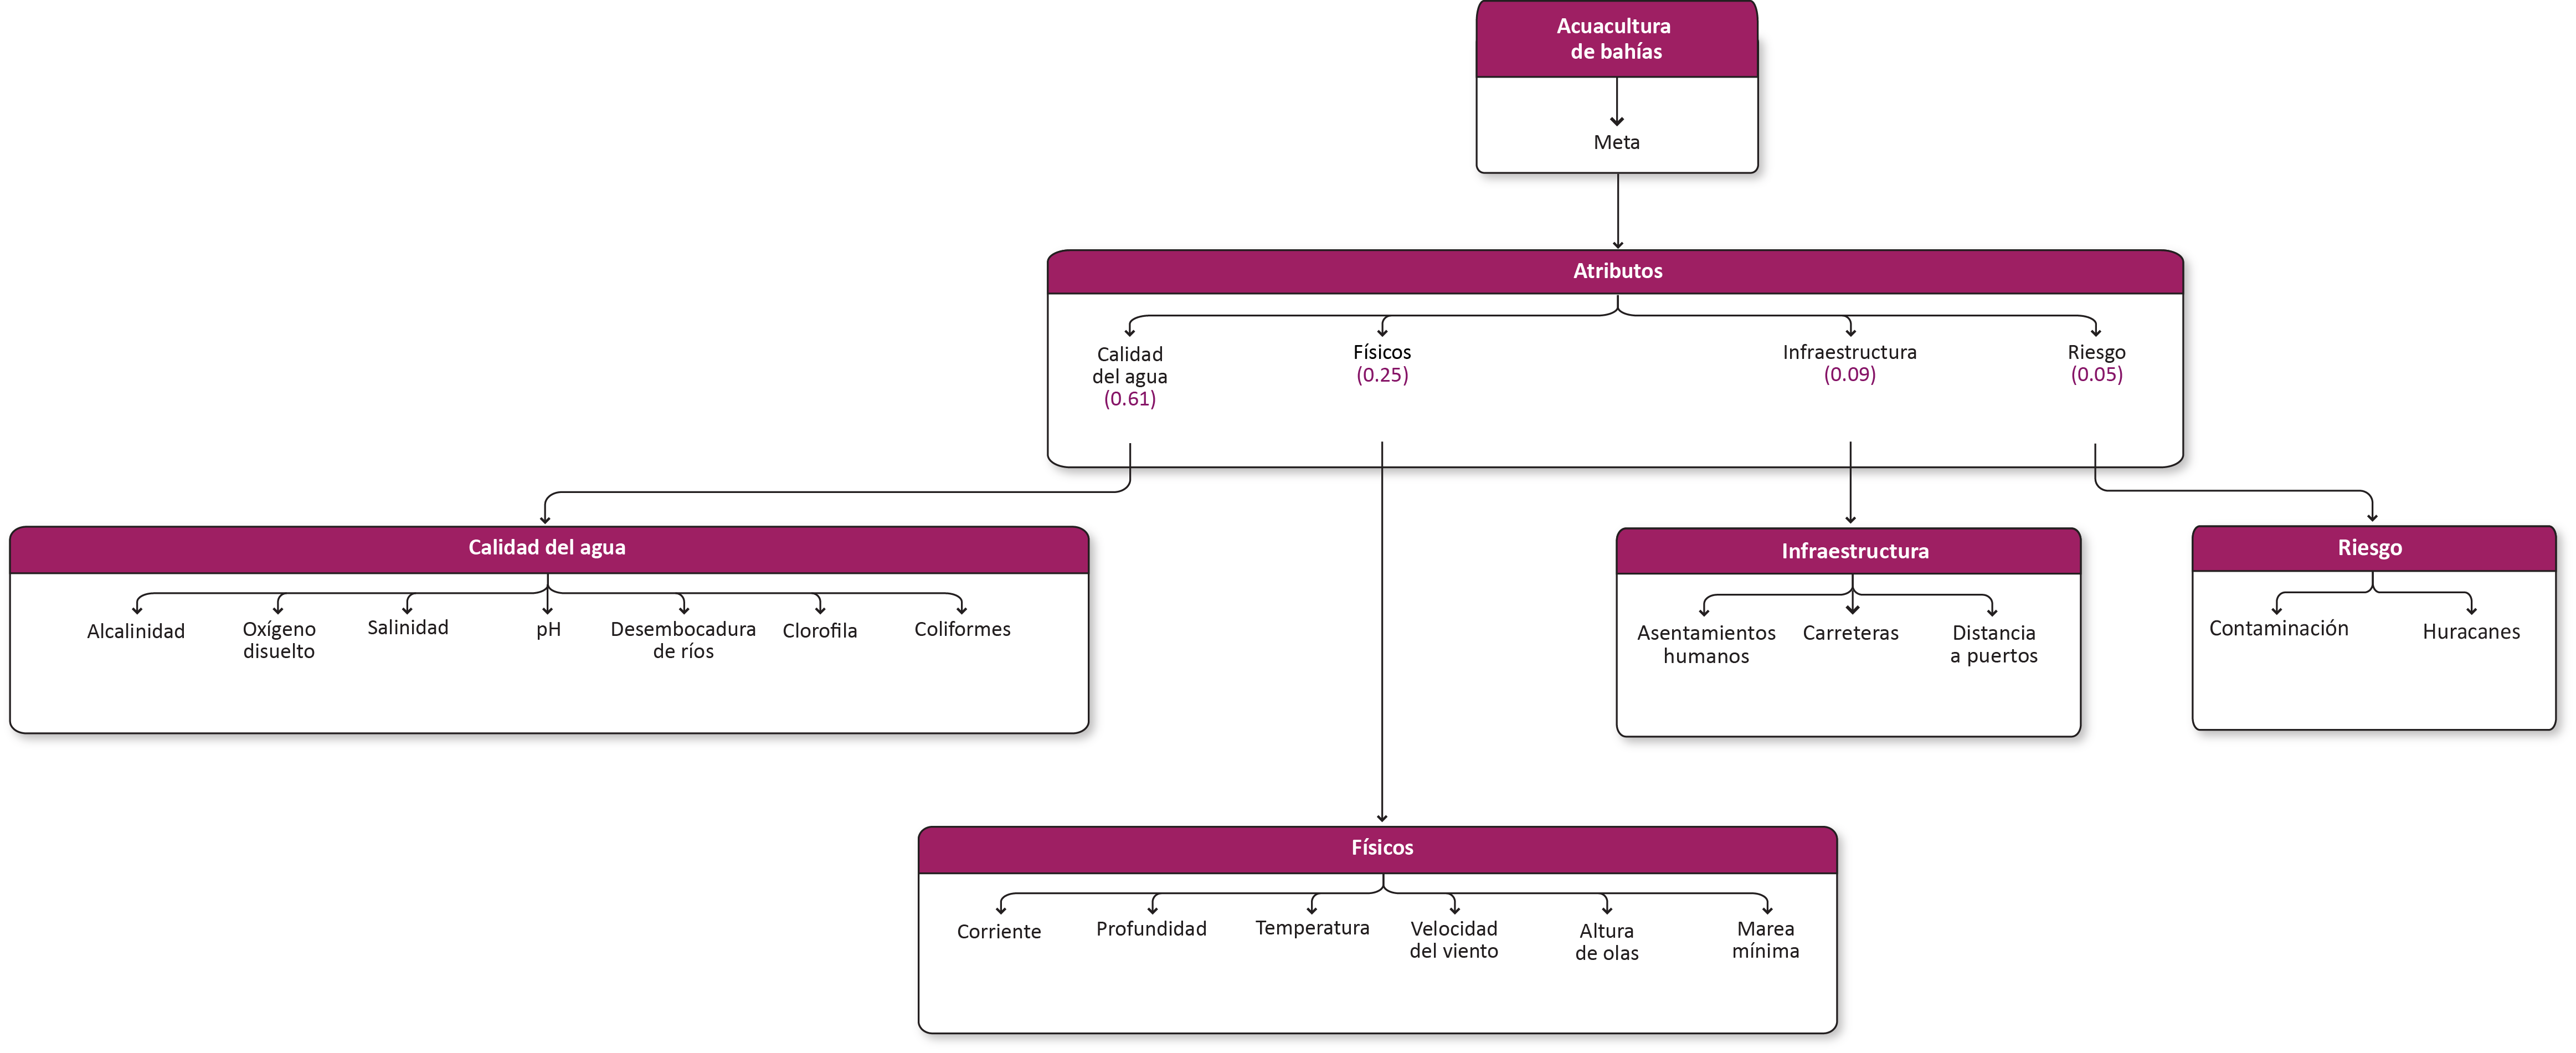 Acuacultura
de bahías
Meta
Atributos
Calidad
del agua
(0.61)
Físicos
(0.25)
Infraestructura
(0.09)
Riesgo
(0.05)
Calidad del agua
Alcalinidad
Oxígeno
disuelto
Salinidad
pH
Desembocadura
de ríos
Clorofila
Coliformes
Infraestructura
Asentamientos
humanos
Carreteras
Distancia
a puertos
Riesgo
Contaminación
Huracanes
Físicos
Corriente
Profundidad
Temperatura
Velocidad
del viento
Altura
de olas
Marea
mínima